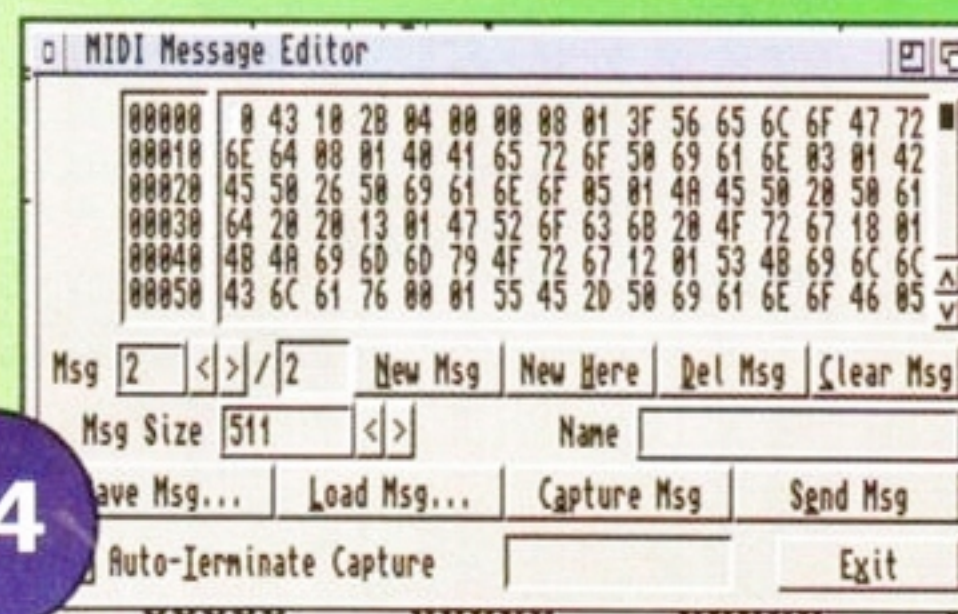 MIDI Message Editor
00000 0 43 10 2B 04 00 00 08 01 3F 56 65 6C 6F 47 72
00010 6E 64 08 01 40 41 65 72 6F 50 69 61 6E 03 01 42
00020 45 50 26 50 69 61 6E 6F 05 01 4A 45 50 20 50 61
00030 64 20 20 13 01 47 52 6F 63 6B 20 4F 72 67 18 01
00040 4B 4A 69 6D 6D 79 4F 72 67 12 01 53 4B 69 6C 6C
00050 43 6C 61 76 00 01 55 45 2D 50 69 61 6E 6F 46 05
Msg 2 < > / 2 New Msg New Here Del Msg Clear Msg
Msg Size 511 < > Name
4 ave Msg... Load Msg... Capture Msg Send Msg
Auto-Terminate Capture Exit